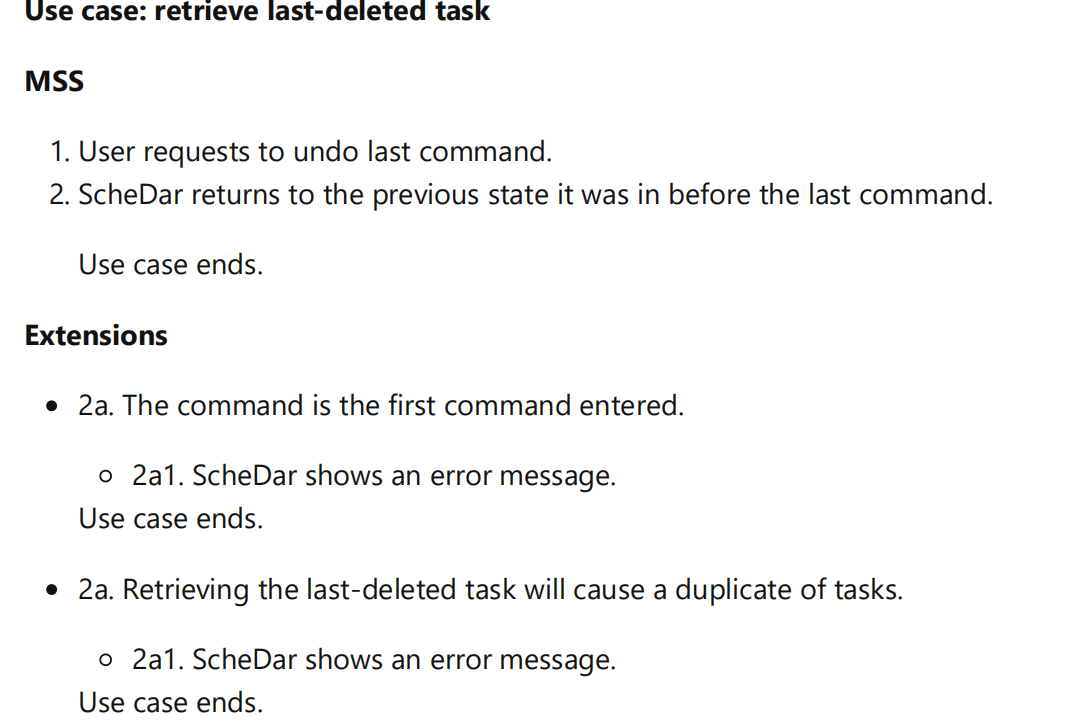 Use case: retrieve last-deleted task
MSS
1. User requests to undo last command.
2. ScheDar returns to the previous state it was in before the last command.
Use case ends.
Extensions
• 2a. The command is the first command entered.
○ 2a1. ScheDar shows an error message.
Use case ends.
• 2a. Retrieving the last-deleted task will cause a duplicate of tasks.
○ 2a1. ScheDar shows an error message.
Use case ends.